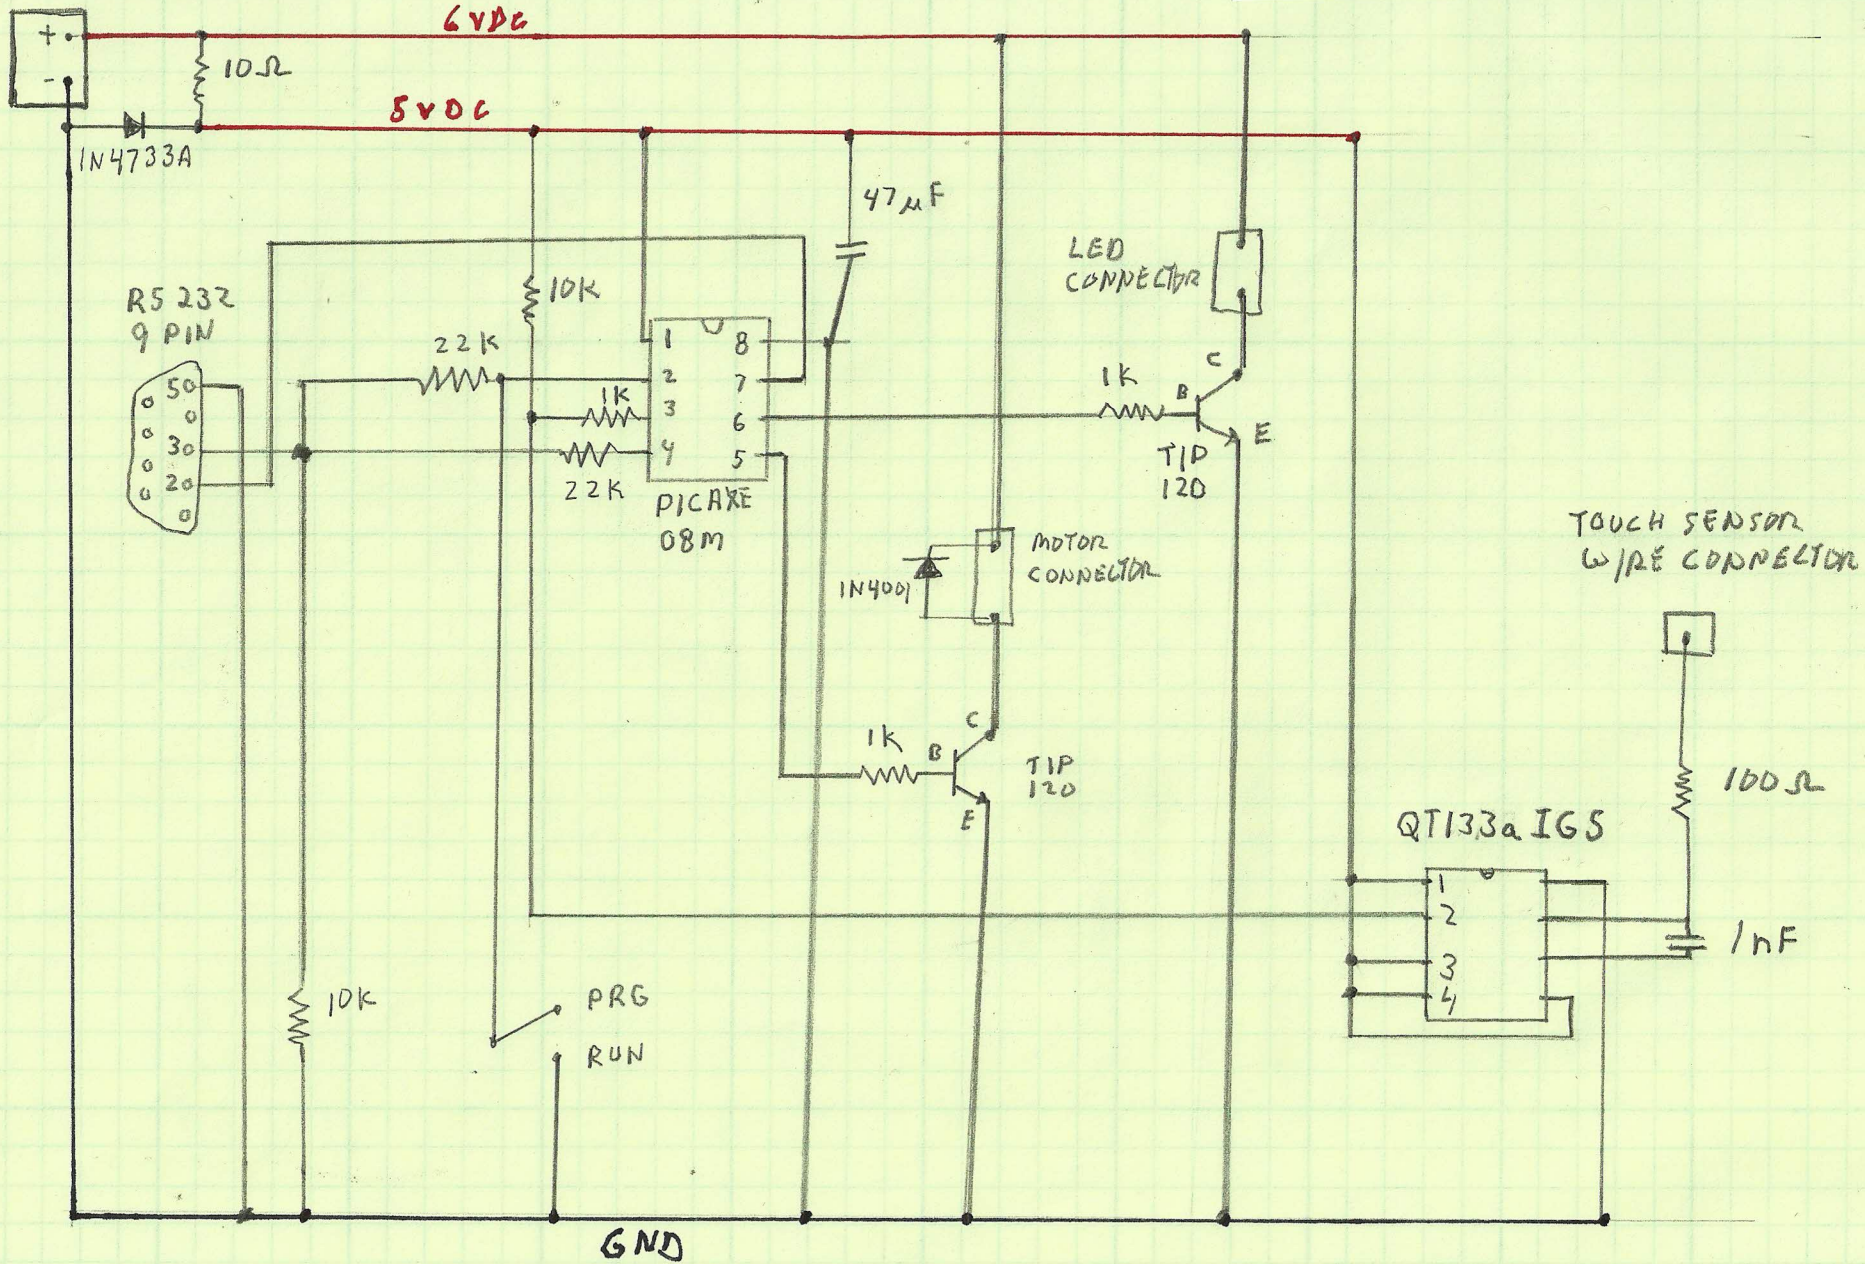 6VDC
+
-
10Ω
5VDC
1N4733A
47µF
LED
CONNECTOR
RS 232
9 PIN
10K
22K
1K
22K
5
3
2
1
2
3
4
8
7
6
5
PICAXE
08M
1K
B
C
E
TIP
120
MOTOR
CONNECTOR
1N4001
TOUCH SENSOR
WIRE CONNECTOR
1K
B
C
E
TIP
120
100Ω
QT133a IGS
1
2
3
4
1nF
10K
PRG
RUN
GND